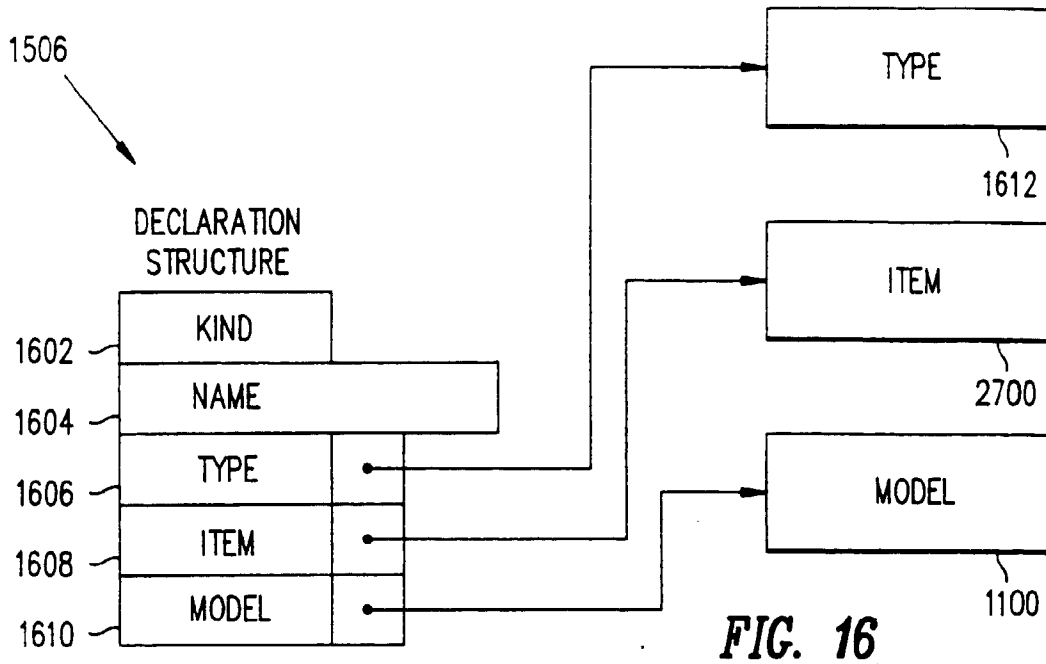 1506
DECLARATION
STRUCTURE
KIND
1602
NAME
1604
TYPE
1606
ITEM
1608
MODEL
1610
TYPE
1612
ITEM
2700
MODEL
1100
FIG. 16